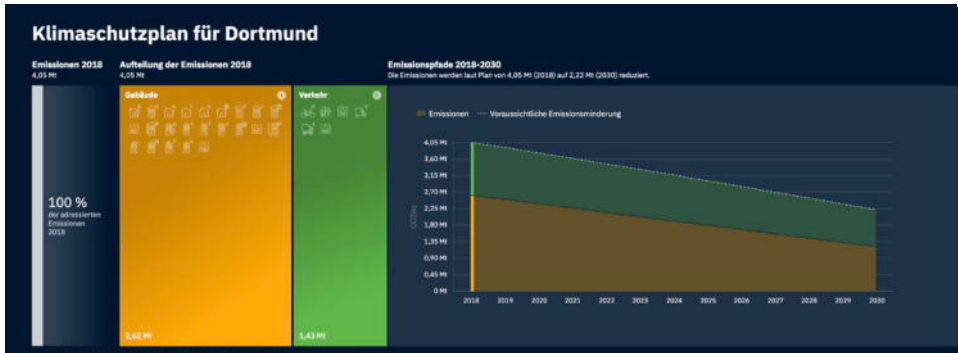 Klimaschutzplan für Dortmund
Emissionen 2018
4,05 Mt
Aufteilung der Emissionen 2018
4,05 Mt
Emissionspfade 2018-2030
Die Emissionen werden laut Plan von 4,05 Mt (2018) auf 2,22 Mt (2030) reduziert.
100 %
der adressierten
Emissionen
2018
Gebäude
2,62 Mt
Verkehr
1,43 Mt
Emissionen
Voraussichtliche Emissionsminderung
CO2äq
4,05 Mt
3,60 Mt
3,15 Mt
2,70 Mt
2,25 Mt
1,80 Mt
1,35 Mt
0,90 Mt
0,45 Mt
0 Mt
2018 2019 2020 2021 2022 2023 2024 2025 2026 2027 2028 2029 2030